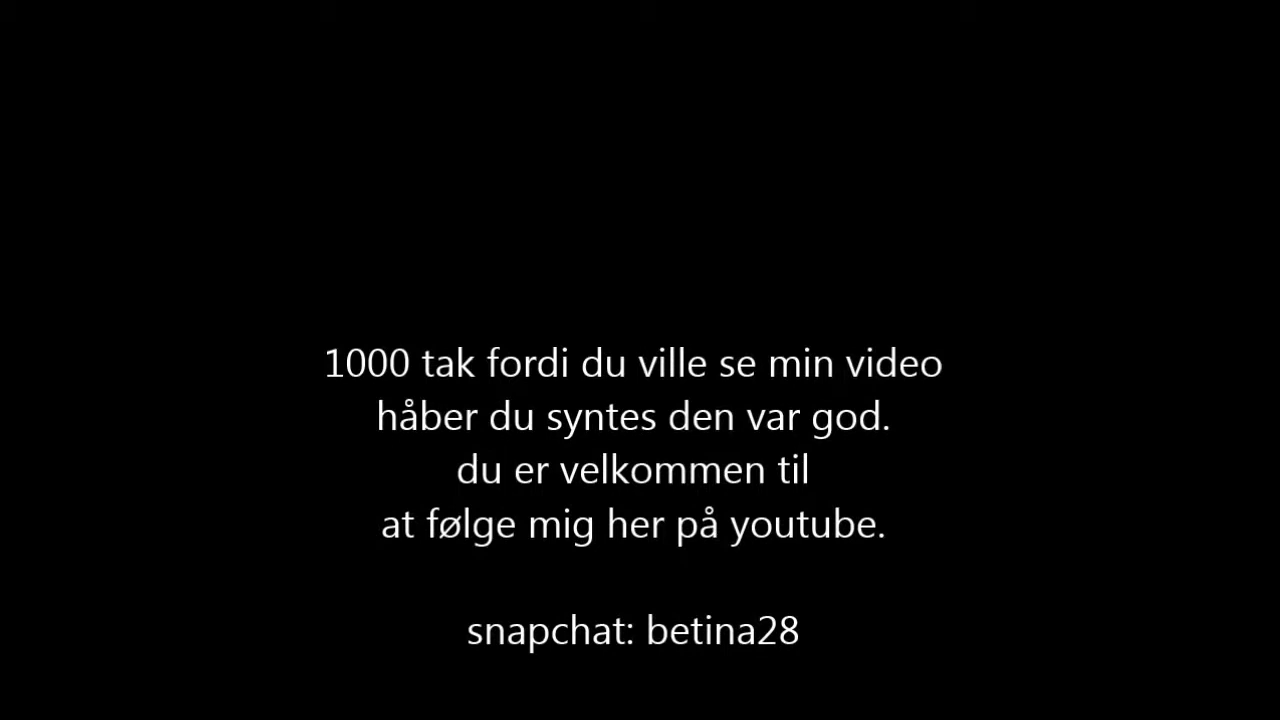 1000 tak fordi du ville se min video
håber du syntes den var god.
du er velkommen til
at følge mig her på youtube.
snapchat: betina28